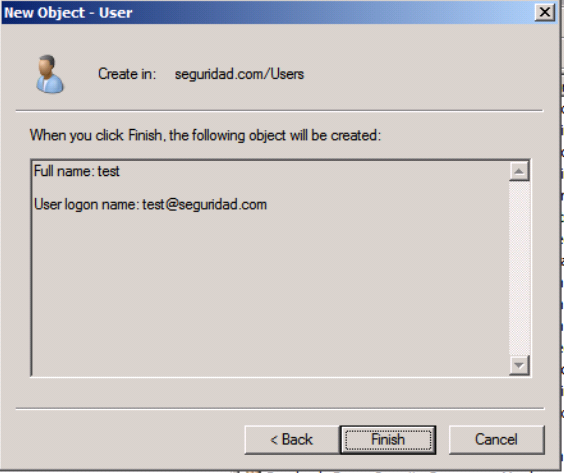 New Object - User
Create in: seguridad.com/Users
When you click Finish, the following object will be created:
Full name: test
User logon name: test@seguridad.com
< Back Finish Cancel